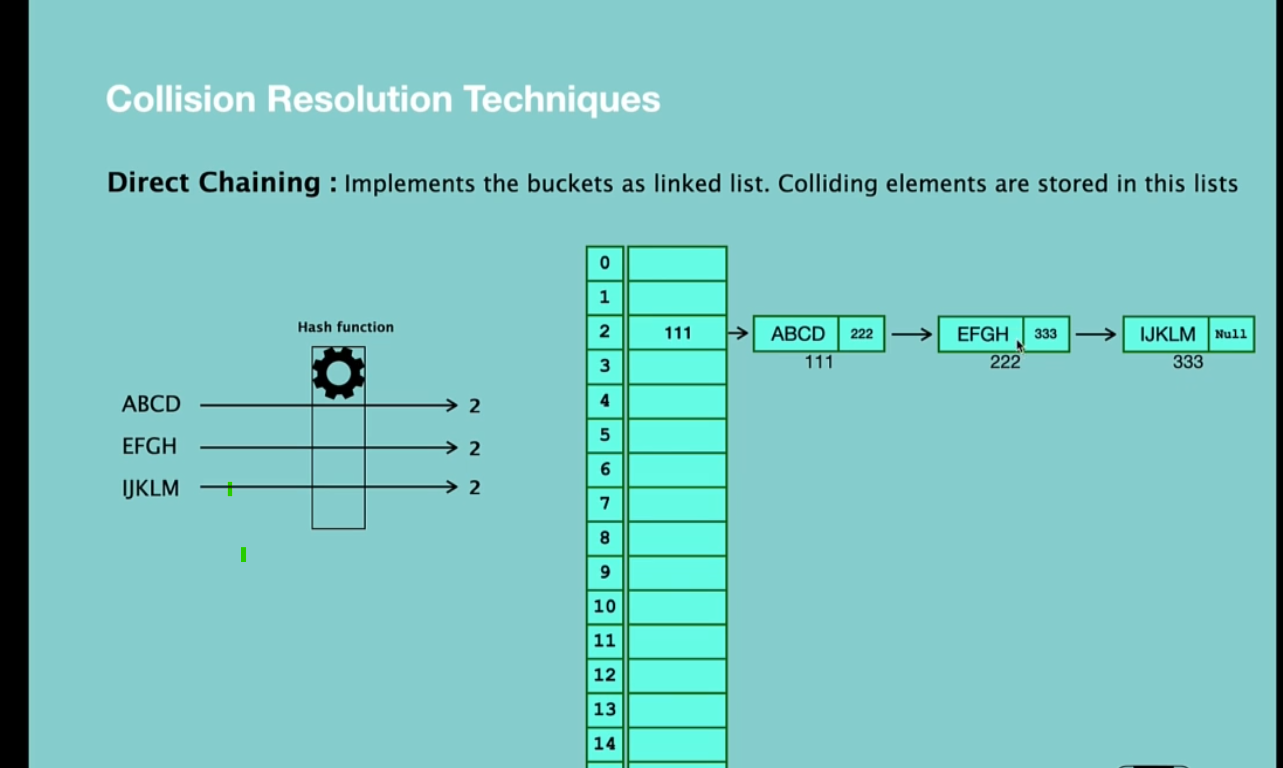 Collision Resolution Techniques
Direct Chaining : Implements the buckets as linked list. Colliding elements are stored in this lists
Hash function
ABCD 2
EFGH 2
IJKLM 2
0
1
2 111 ABCD 222 EFGH 333 IJKLM Null
111 222 333
3
4
5
6
7
8
9
10
11
12
13
14